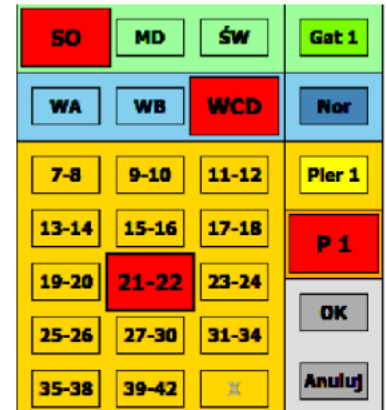 SO MD ŚW Gat 1
WA WB WCD Nor
7-8 9-10 11-12 Pier 1
13-14 15-16 17-18
P 1
19-20 21-22 23-24
OK
25-26 27-30 31-34
35-38 39-42 X Anuluj